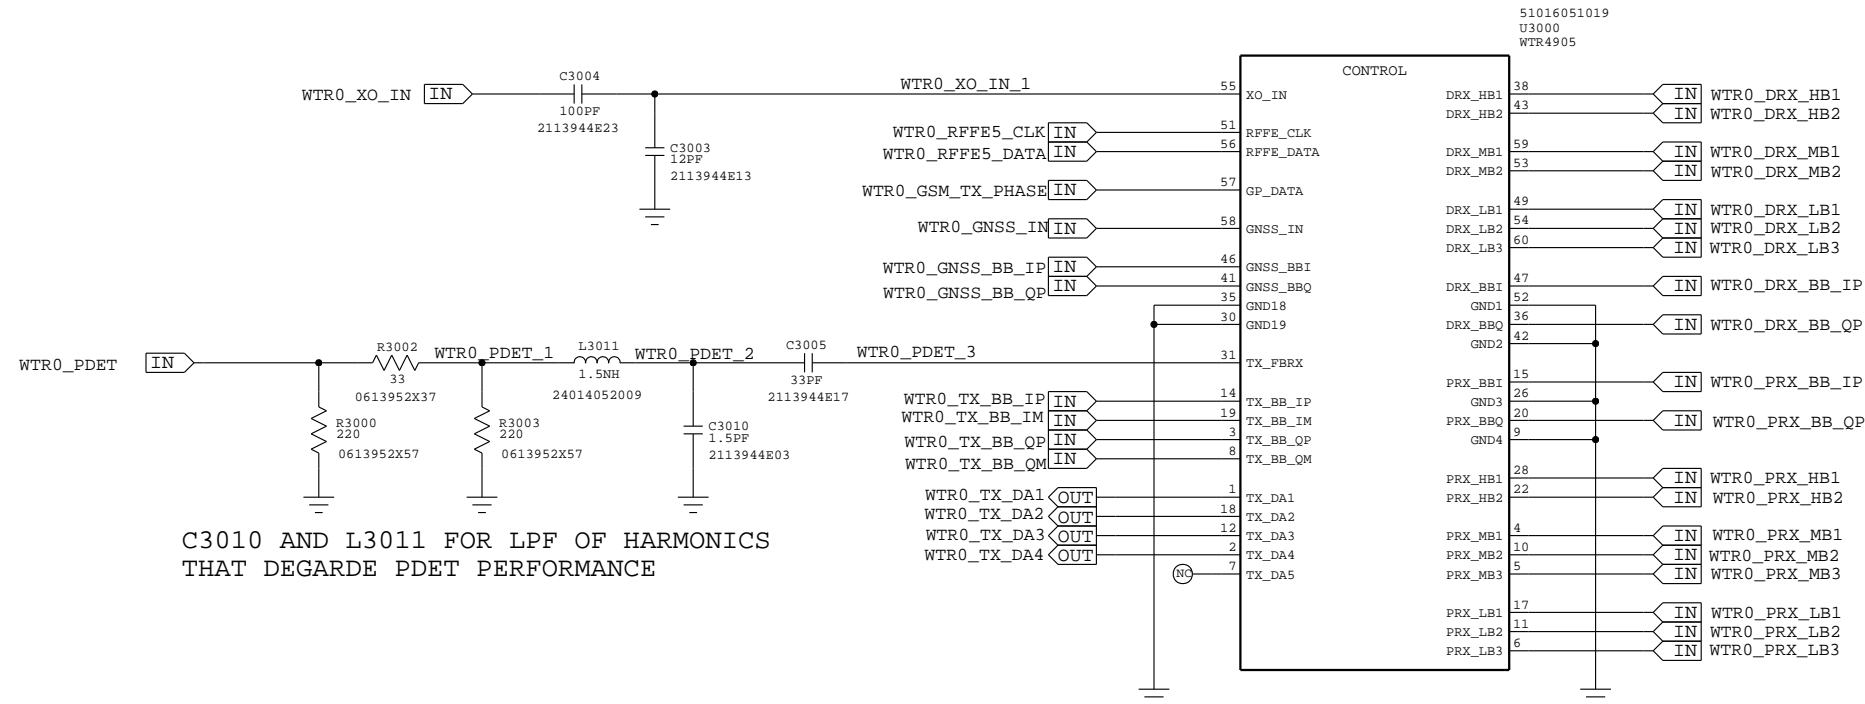 51016051019
U3000
WTR4905
CONTROL
WTR0_XO_IN IN
C3004
100PF
2113944E23
WTR0_XO_IN_1
55 XO_IN
C3003
12PF
2113944E13
WTR0_RFFE5_CLK IN 51 RFFE_CLK
WTR0_RFFE5_DATA IN 56 RFFE_DATA
WTR0_GSM_TX_PHASE IN 57 GP_DATA
WTR0_GNSS_IN IN 58 GNSS_IN
WTR0_GNSS_BB_IP IN 46 GNSS_BBI
WTR0_GNSS_BB_QP IN 41 GNSS_BBQ
35 GND18
30 GND19
WTR0_PDET IN
R3002
33
0613952X37
WTR0_PDET_1
L3011
1.5NH
24014052009
WTR0_PDET_2
C3005
33PF
2113944E17
WTR0_PDET_3
31 TX_FBRX
R3000
220
0613952X57
R3003
220
0613952X57
C3010
1.5PF
2113944E03
WTR0_TX_BB_IP IN 14 TX_BB_IP
WTR0_TX_BB_IM IN 19 TX_BB_IM
WTR0_TX_BB_QP IN 3 TX_BB_QP
WTR0_TX_BB_QM IN 8 TX_BB_QM
WTR0_TX_DA1 OUT 1 TX_DA1
WTR0_TX_DA2 OUT 18 TX_DA2
WTR0_TX_DA3 OUT 12 TX_DA3
WTR0_TX_DA4 OUT 2 TX_DA4
NC 7 TX_DA5
C3010 AND L3011 FOR LPF OF HARMONICS
THAT DEGARDE PDET PERFORMANCE
DRX_HB1 38 IN WTR0_DRX_HB1
DRX_HB2 43 IN WTR0_DRX_HB2
DRX_MB1 59 IN WTR0_DRX_MB1
DRX_MB2 53 IN WTR0_DRX_MB2
DRX_LB1 49 IN WTR0_DRX_LB1
DRX_LB2 54 IN WTR0_DRX_LB2
DRX_LB3 60 IN WTR0_DRX_LB3
DRX_BBI 47 IN WTR0_DRX_BB_IP
GND1 52
DRX_BBQ 36 IN WTR0_DRX_BB_QP
GND2 42
PRX_BBI 15 IN WTR0_PRX_BB_IP
GND3 26
PRX_BBQ 20 IN WTR0_PRX_BB_QP
GND4 9
PRX_HB1 28 IN WTR0_PRX_HB1
PRX_HB2 22 IN WTR0_PRX_HB2
PRX_MB1 4 IN WTR0_PRX_MB1
PRX_MB2 10 IN WTR0_PRX_MB2
PRX_MB3 5 IN WTR0_PRX_MB3
PRX_LB1 17 IN WTR0_PRX_LB1
PRX_LB2 11 IN WTR0_PRX_LB2
PRX_LB3 6 IN WTR0_PRX_LB3